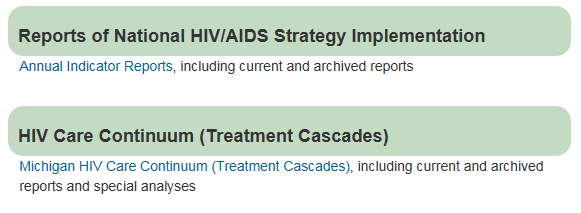 Reports of National HIV/AIDS Strategy Implementation
Annual Indicator Reports, including current and archived reports
HIV Care Continuum (Treatment Cascades)
Michigan HIV Care Continuum (Treatment Cascades), including current and archived
reports and special analyses